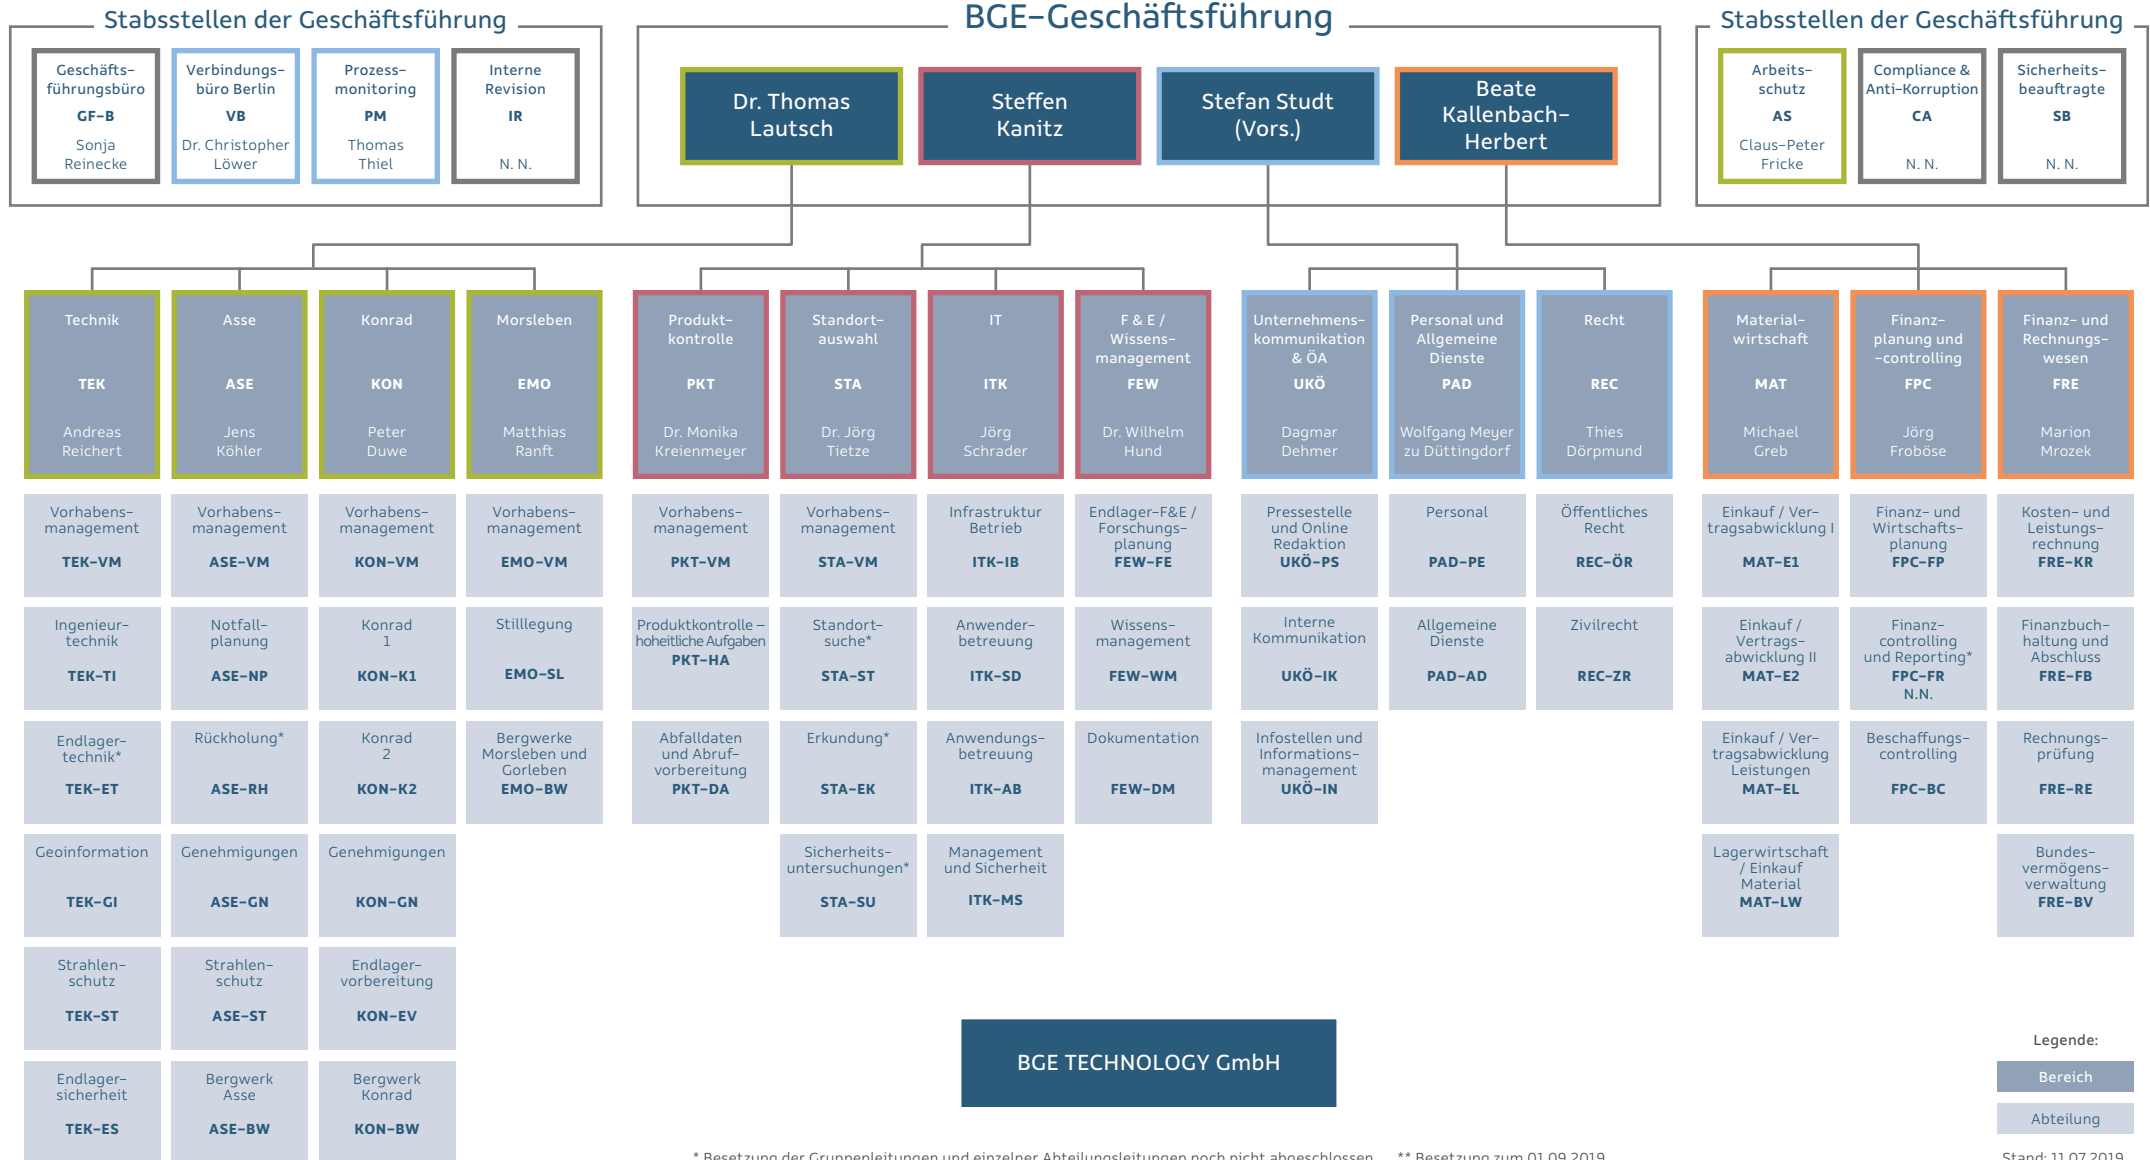 Stabsstellen der Geschäftsführung
Geschäfts-
führungsbüro
GF-B
Sonja
Reinecke
Verbindungs-
büro Berlin
VB
Dr. Christopher
Löwer
Prozess-
monitoring
PM
Thomas
Thiel
Interne
Revision
IR
N. N.
BGE-Geschäftsführung
Dr. Thomas
Lautsch
Steffen
Kanitz
Stefan Studt
(Vors.)
Beate
Kallenbach-
Herbert
Stabsstellen der Geschäftsführung
Arbeits-
schutz
AS
Claus-Peter
Fricke
Compliance &
Anti-Korruption
CA
N. N.
Sicherheits-
beauftragte
SB
N. N.
Technik
TEK
Andreas
Reichert
Asse
ASE
Jens
Köhler
Konrad
KON
Peter
Duwe
Morsleben
EMO
Matthias
Ranft
Produkt-
kontrolle
PKT
Dr. Monika
Kreienmeyer
Standort-
auswahl
STA
Dr. Jörg
Tietze
IT
ITK
Jörg
Schrader
F & E /
Wissens-
management
FEW
Dr. Wilhelm
Hund
Unternehmens-
kommunikation
& ÖA
UKÖ
Dagmar
Dehmer
Personal und
Allgemeine
Dienste
PAD
Wolfgang Meyer
zu Düttingdorf
Recht
REC
Thies
Dörpmund
Material-
wirtschaft
MAT
Michael
Greb
Finanz-
planung und
-controlling
FPC
Jörg
Froböse
Finanz- und
Rechnungs-
wesen
FRE
Marion
Mrozek
Vorhabens-
management
TEK-VM
Vorhabens-
management
ASE-VM
Vorhabens-
management
KON-VM
Vorhabens-
management
EMO-VM
Vorhabens-
management
PKT-VM
Vorhabens-
management
STA-VM
Infrastruktur
Betrieb
ITK-IB
Endlager-F&E /
Forschungs-
planung
FEW-FE
Pressestelle
und Online
Redaktion
UKÖ-PS
Personal
PAD-PE
Öffentliches
Recht
REC-ÖR
Einkauf / Ver-
tragsabwicklung I
MAT-E1
Finanz- und
Wirtschafts-
planung
FPC-FP
Kosten- und
Leistungs-
rechnung
FRE-KR
Ingenieur-
technik
TEK-TI
Notfall-
planung
ASE-NP
Konrad
1
KON-K1
Stilllegung
EMO-SL
Produktkontrolle –
hoheitliche Aufgaben
PKT-HA
Standort-
suche*
STA-ST
Anwender-
betreuung
ITK-SD
Wissens-
management
FEW-WM
Interne
Kommunikation
UKÖ-IK
Allgemeine
Dienste
PAD-AD
Zivilrecht
REC-ZR
Einkauf /
Vertrags-
abwicklung II
MAT-E2
Finanz-
controlling
und Reporting*
FPC-FR
N.N.
Finanzbuch-
haltung und
Abschluss
FRE-FB
Endlager-
technik*
TEK-ET
Rückholung*
ASE-RH
Konrad
2
KON-K2
Bergwerke
Morsleben und
Gorleben
EMO-BW
Abfalldaten
und Abruf-
vorbereitung
PKT-DA
Erkundung*
STA-EK
Anwendungs-
betreuung
ITK-AB
Dokumentation
FEW-DM
Infostellen und
Informations-
management
UKÖ-IN
Einkauf / Ver-
tragsabwicklung
Leistungen
MAT-EL
Beschaffungs-
controlling
FPC-BC
Rechnungs-
prüfung
FRE-RE
Geoinformation
TEK-GI
Genehmigungen
ASE-GN
Genehmigungen
KON-GN
Sicherheits-
untersuchungen*
STA-SU
Management
und Sicherheit
ITK-MS
Lagerwirtschaft
/ Einkauf
Material
MAT-LW
Bundes-
vermögens-
verwaltung
FRE-BV
Strahlen-
schutz
TEK-ST
Strahlen-
schutz
ASE-ST
Endlager-
vorbereitung
KON-EV
Endlager-
sicherheit
TEK-ES
Bergwerk
Asse
ASE-BW
Bergwerk
Konrad
KON-BW
BGE TECHNOLOGY GmbH
Legende:
Bereich
Abteilung
* Besetzung der Gruppenleitungen und einzelner Abteilungsleitungen noch nicht abgeschlossen ** Besetzung zum 01.09.2019
Stand: 11.07.2019